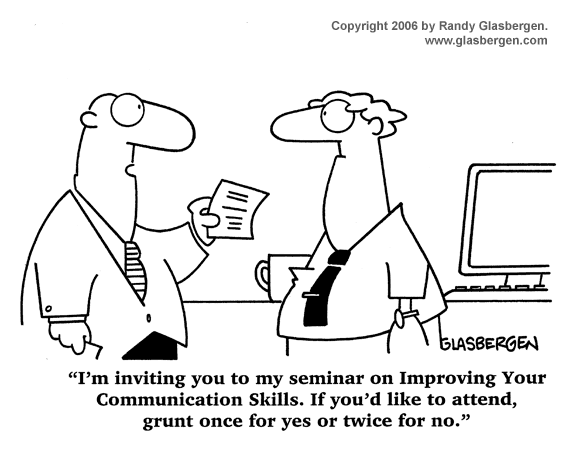 Copyright 2006 by Randy Glasbergen.
www.glasbergen.com
GLASBERGEN
“I’m inviting you to my seminar on Improving Your
Communication Skills. If you’d like to attend,
grunt once for yes or twice for no.”